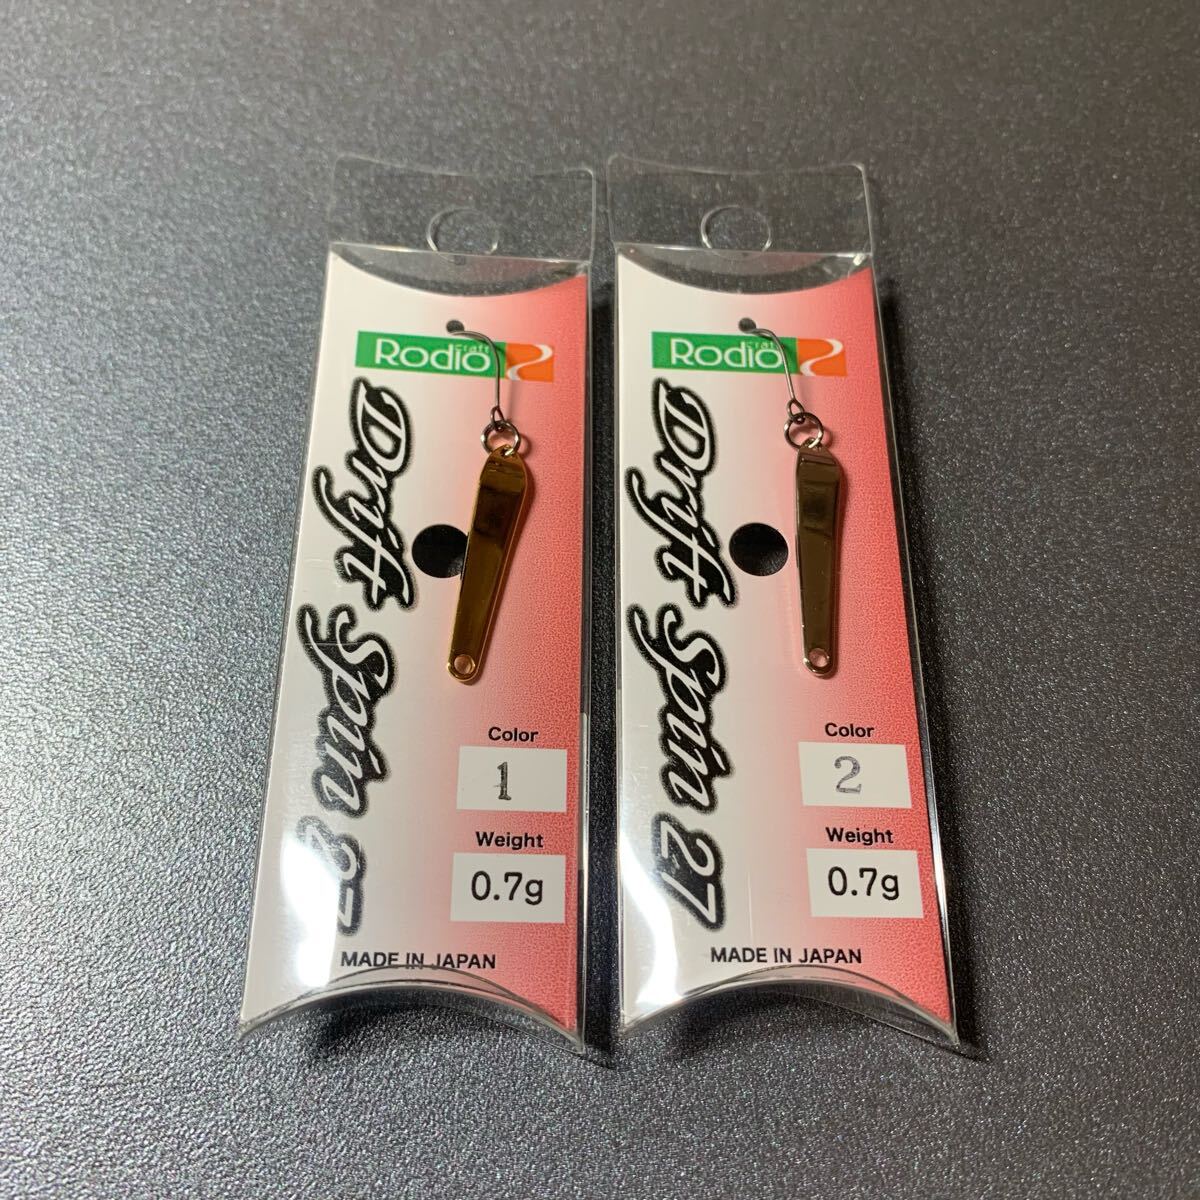 Rodio craft
Drift Spin 27
Color
1
Weight
0.7g
MADE IN JAPAN
Rodio craft
Drift Spin 27
Color
2
Weight
0.7g
MADE IN JAPAN